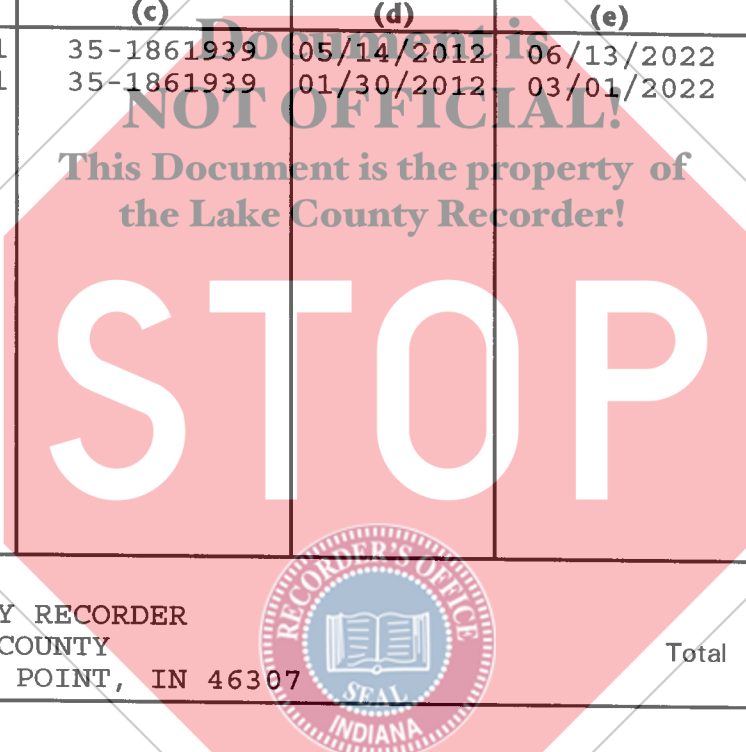 (c) (d) (e)
1 35-1861939 05/14/2012 06/13/2022
1 35-1861939 01/30/2012 03/01/2022
Document is
NOT OFFICIAL!
This Document is the property of
the Lake County Recorder!
STOP
RECORDER'S OFFICE
SEAL
INDIANA
Y RECORDER
COUNTY
POINT, IN 46307
Total